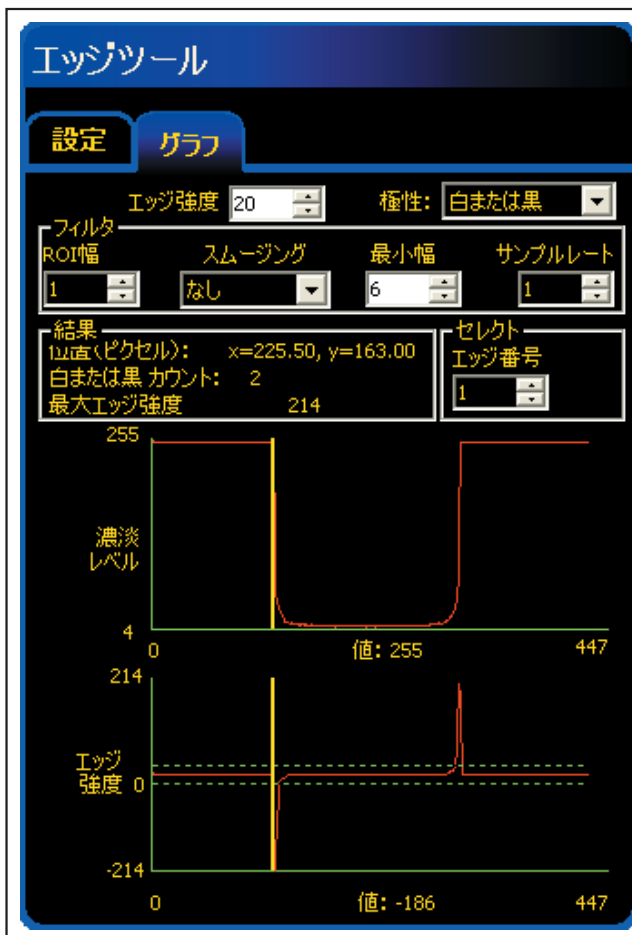 エッジツール
設定 グラフ
エッジ強度 20 極性: 白または黒
フィルタ
ROI幅 スムージング 最小幅 サンプルレート
1 なし 6 1
結果
位置(ピクセル): x=225.50, y=163.00
白または黒 カウント: 2
最大エッジ強度 214
セレクト
エッジ番号
1
255
濃淡
レベル
4
0 値: 255 447
214
エッジ
強度 0
-214
0 値: -186 447